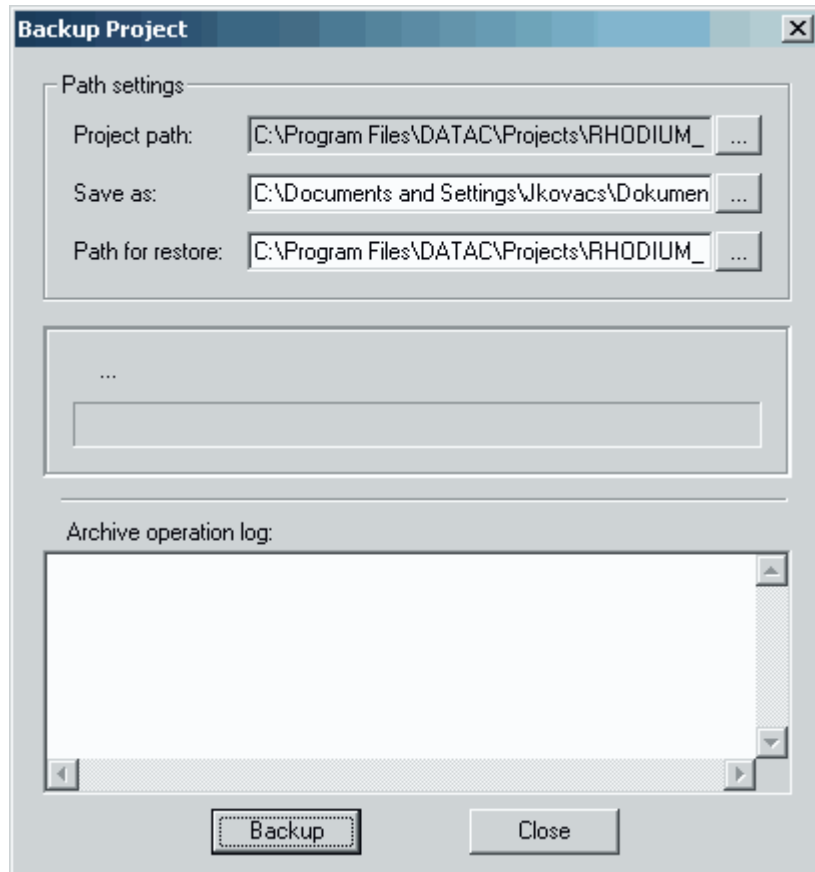 Backup Project
Path settings
Project path: C:\Program Files\DATAC\Projects\RHODIUM_ ...
Save as: C:\Documents and Settings\Jkovacs\Dokumen ...
Path for restore: C:\Program Files\DATAC\Projects\RHODIUM_ ...
...
Archive operation log:
Backup Close